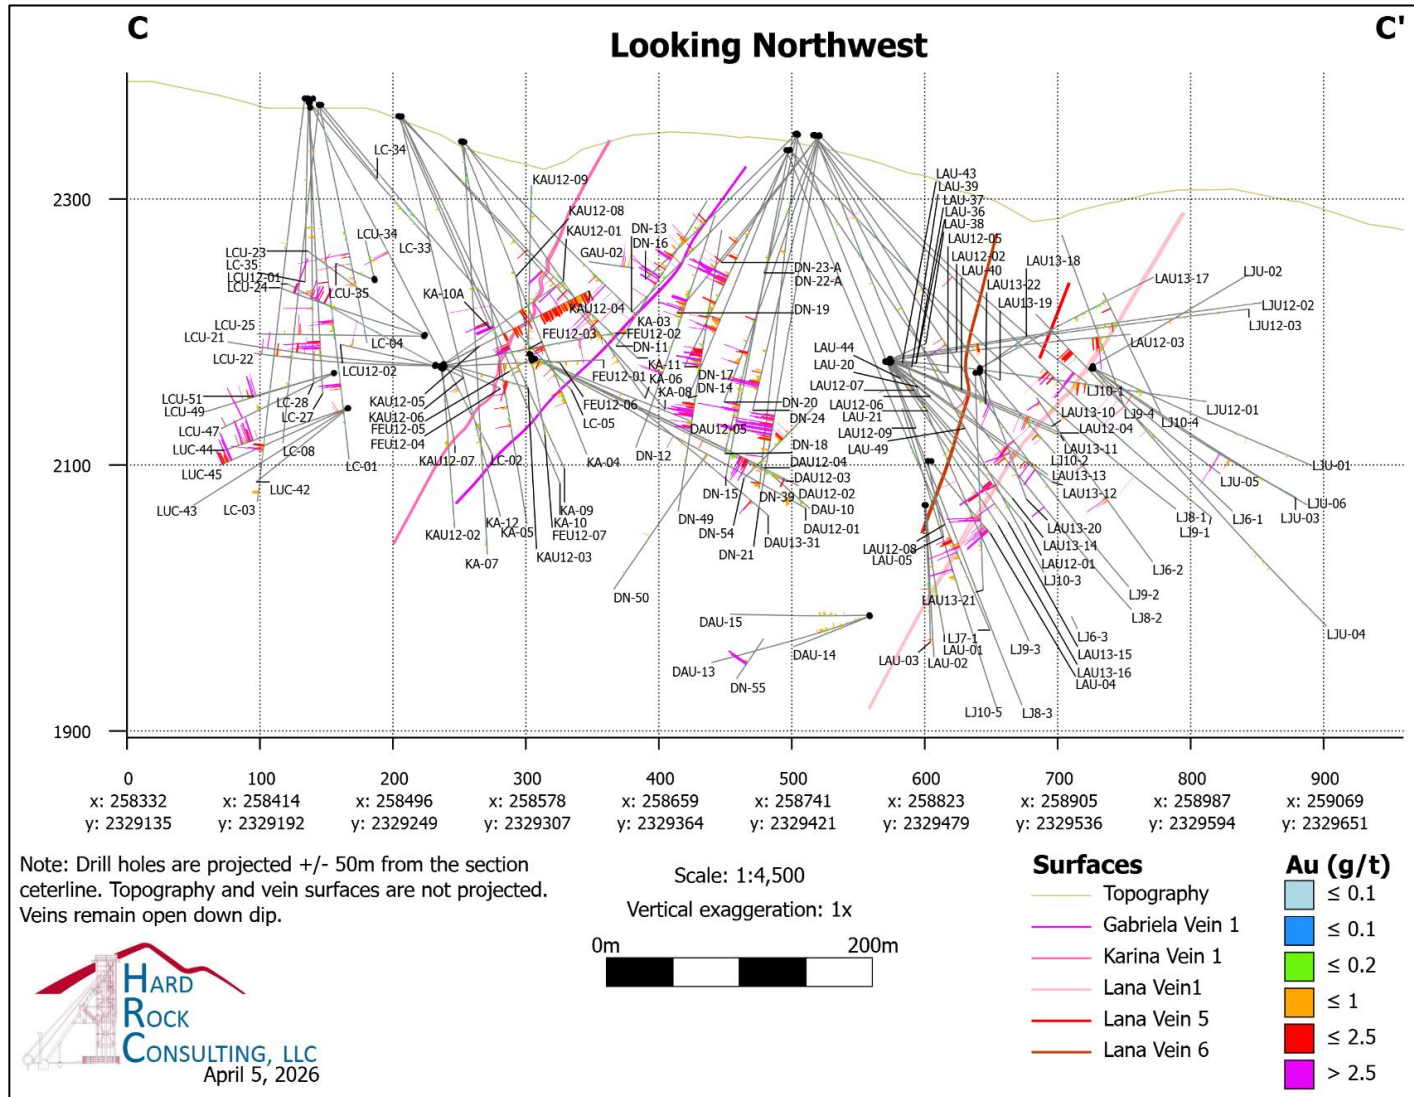 C
C'
Looking Northwest
2300
2100
1900
LC-34
LCU-34
LC-33
LCU-23
LC-35
LCU12-01
LCU-24
LCU-35
LCU-25
LCU-21
LCU-22
LC-04
LCU12-02
LCU-51
LCU-49
LC-28
LC-27
LCU-47
LUC-44
LC-08
LUC-45
LC-01
LUC-42
LUC-43
LC-03
KAU12-09
KAU12-08
KAU12-01
GAU-02
DN-13
DN-16
KA-10A
KAU12-04
FEU12-03
KA-03
FEU12-02
DN-11
KA-11
FEU12-01
KA-06
KA-08
KAU12-05
KAU12-06
FEU12-05
FEU12-04
FEU12-06
LC-05
KAU12-07
LC-02
KA-04
DN-12
KAU12-02
KA-12
KA-05
KA-09
KA-10
FEU12-07
KAU12-03
KA-07
DN-23-A
DN-22-A
DN-19
DN-17
DN-14
DN-20
DN-24
DAU12-05
DN-18
DAU12-04
DAU12-03
DN-15
DN-39
DAU12-02
DAU-10
DAU12-01
DN-49
DN-54
DN-21
DAU13-31
DN-50
DAU-15
DAU-14
DAU-13
DN-55
LAU-43
LAU-39
LAU-37
LAU-36
LAU-38
LAU12-05
LAU12-02
LAU-40
LAU13-22
LAU13-19
LAU13-18
LAU13-17
LJU-02
LJU12-02
LJU12-03
LAU12-03
LAU-44
LAU-20
LAU12-07
LAU12-06
LAU-21
LAU12-09
LAU-49
LJ10-1
LAU13-10
LJ9-4
LAU12-04
LJ10-4
LJU12-01
LAU13-11
LJ10-2
LAU13-13
LAU13-12
LJU-01
LJU-05
LJU-06
LJU-03
LJ8-1
LJ6-1
LJ9-1
LAU13-20
LAU13-14
LAU12-01
LJ10-3
LJ6-2
LJ9-2
LJ8-2
LAU12-08
LAU-05
LAU13-21
LJ7-1
LAU-01
LAU-03
LAU-02
LJ9-3
LJ6-3
LAU13-15
LAU13-16
LAU-04
LJ10-5
LJ8-3
LJU-04
0 100 200 300 400 500 600 700 800 900
x: 258332 x: 258414 x: 258496 x: 258578 x: 258659 x: 258741 x: 258823 x: 258905 x: 258987 x: 259069
y: 2329135 y: 2329192 y: 2329249 y: 2329307 y: 2329364 y: 2329421 y: 2329479 y: 2329536 y: 2329594 y: 2329651
Note: Drill holes are projected +/- 50m from the section
ceterline. Topography and vein surfaces are not projected.
Veins remain open down dip.
HARD
ROCK
CONSULTING, LLC
April 5, 2026
Scale: 1:4,500
Vertical exaggeration: 1x
0m 200m
Surfaces
Topography
Gabriela Vein 1
Karina Vein 1
Lana Vein1
Lana Vein 5
Lana Vein 6
Au (g/t)
≤ 0.1
≤ 0.1
≤ 0.2
≤ 1
≤ 2.5
> 2.5